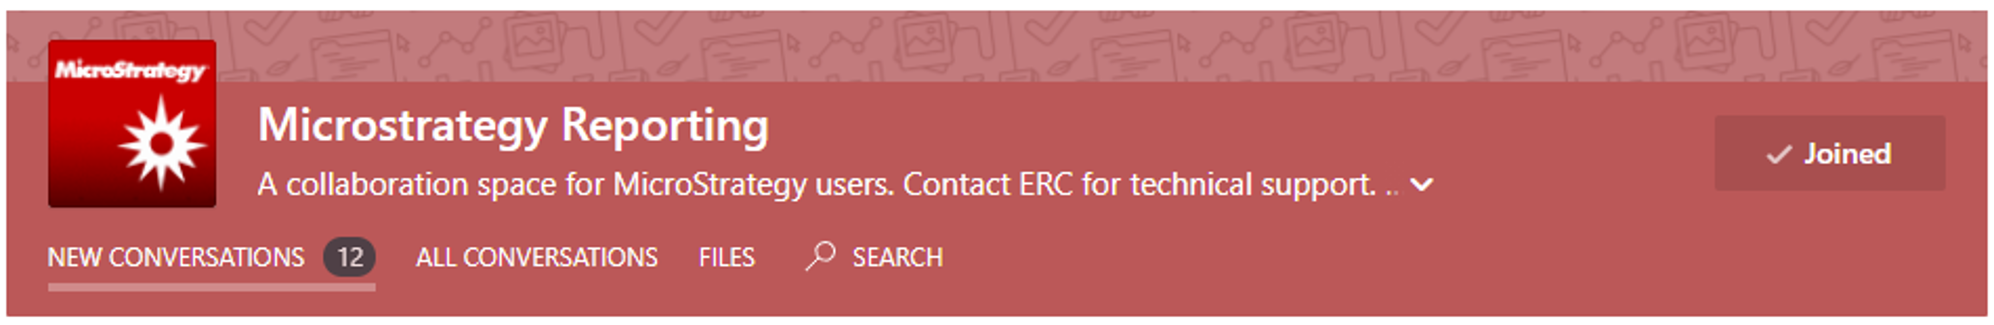 MicroStrategy
Microstrategy Reporting
Joined
A collaboration space for MicroStrategy users. Contact ERC for technical support. ..
NEW CONVERSATIONS 12 ALL CONVERSATIONS FILES SEARCH